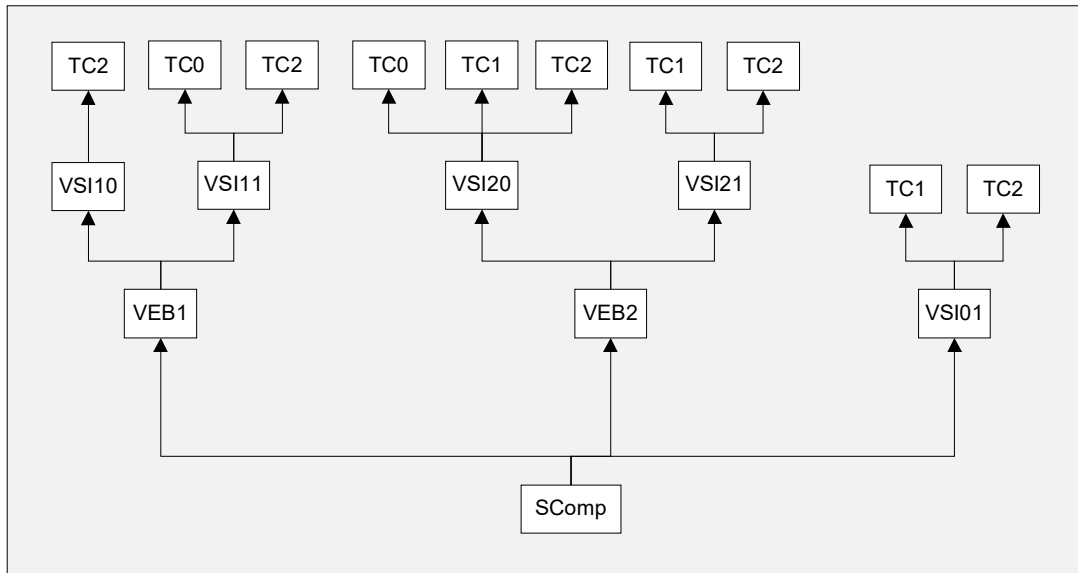 TC2
TC0
TC2
TC0
TC1
TC2
TC1
TC2
VSI10
VSI11
VSI20
VSI21
TC1
TC2
VEB1
VEB2
VSI01
SComp